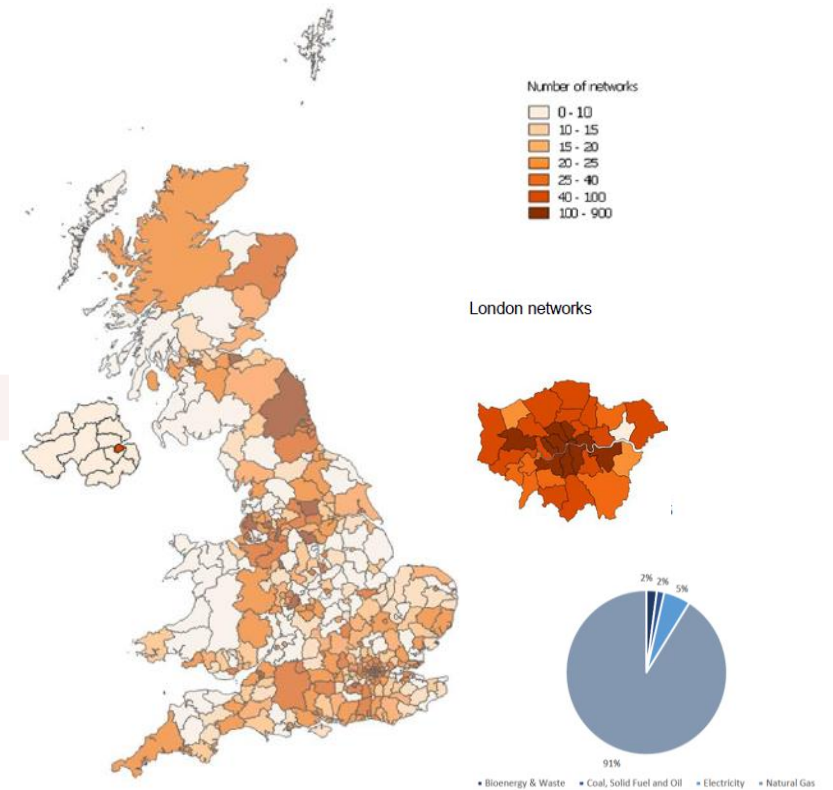 Number of networks
0 - 10
10 - 15
15 - 20
20 - 25
25 - 40
40 - 100
100 - 900
London networks
2% 2% 5%
91%
▪ Bioenergy & Waste ▪ Coal, Solid Fuel and Oil ▪ Electricity ▪ Natural Gas